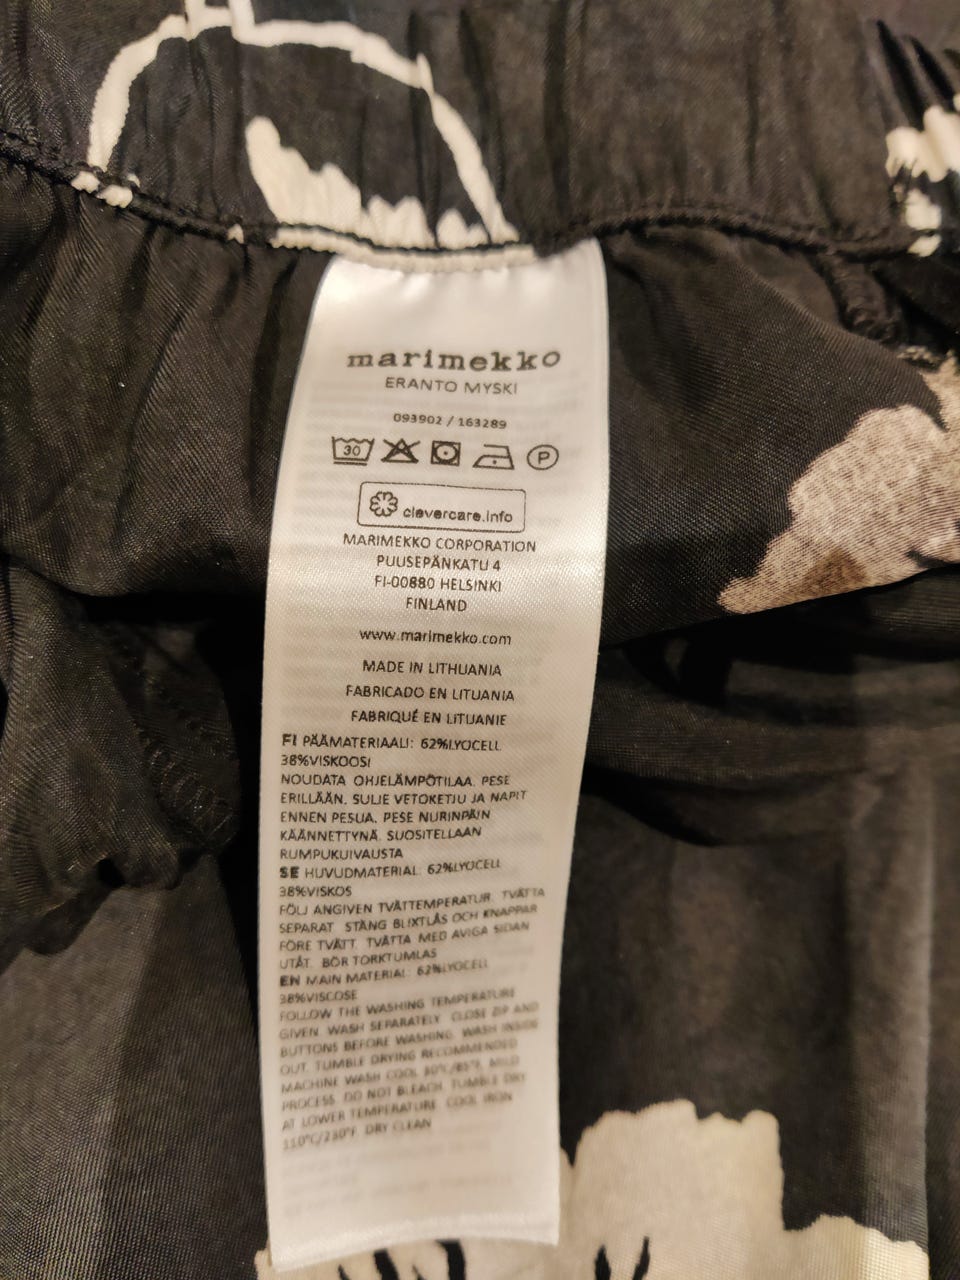 marimekko
ERANTO MYSKI
093902 / 163289
30 P
clevercare.info
MARIMEKKO CORPORATION
PUUSEPÄNKATU 4
FI-00880 HELSINKI
FINLAND
www.marimekko.com
MADE IN LITHUANIA
FABRICADO EN LITUANIA
FABRIQUÉ EN LITUANIE
FI PÄÄMATERIAALI: 62%LYOCELL
38%VISKOOSI
NOUDATA OHJELÄMPÖTILAA. PESE
ERILLÄÄN. SULJE VETOKETJU JA NAPIT
ENNEN PESUA. PESE NURINPÄIN
KÄÄNNETTYNÄ. SUOSITELLAAN
RUMPUKUIVAUSTA
SE HUVUDMATERIAL: 62%LYOCELL
38%VISKOS
FÖLJ ANGIVEN TVÄTTEMPERATUR. TVÄTTA
SEPARAT. STÄNG BLIXTLÅS OCH KNAPPAR
FÖRE TVÄTT. TVÄTTA MED AVIGA SIDAN
UTÅT. BÖR TORKTUMLAS
EN MAIN MATERIAL: 62%LYOCELL
38%VISCOSE
FOLLOW THE WASHING TEMPERATURE
GIVEN. WASH SEPARATELY. CLOSE ZIP AND
BUTTONS BEFORE WASHING. WASH INSIDE
OUT. TUMBLE DRYING RECOMMENDED
MACHINE WASH COOL 30°C/85°F, MILD
PROCESS. DO NOT BLEACH. TUMBLE DRY
AT LOWER TEMPERATURE. COOL IRON
110°C/230°F. DRY CLEAN